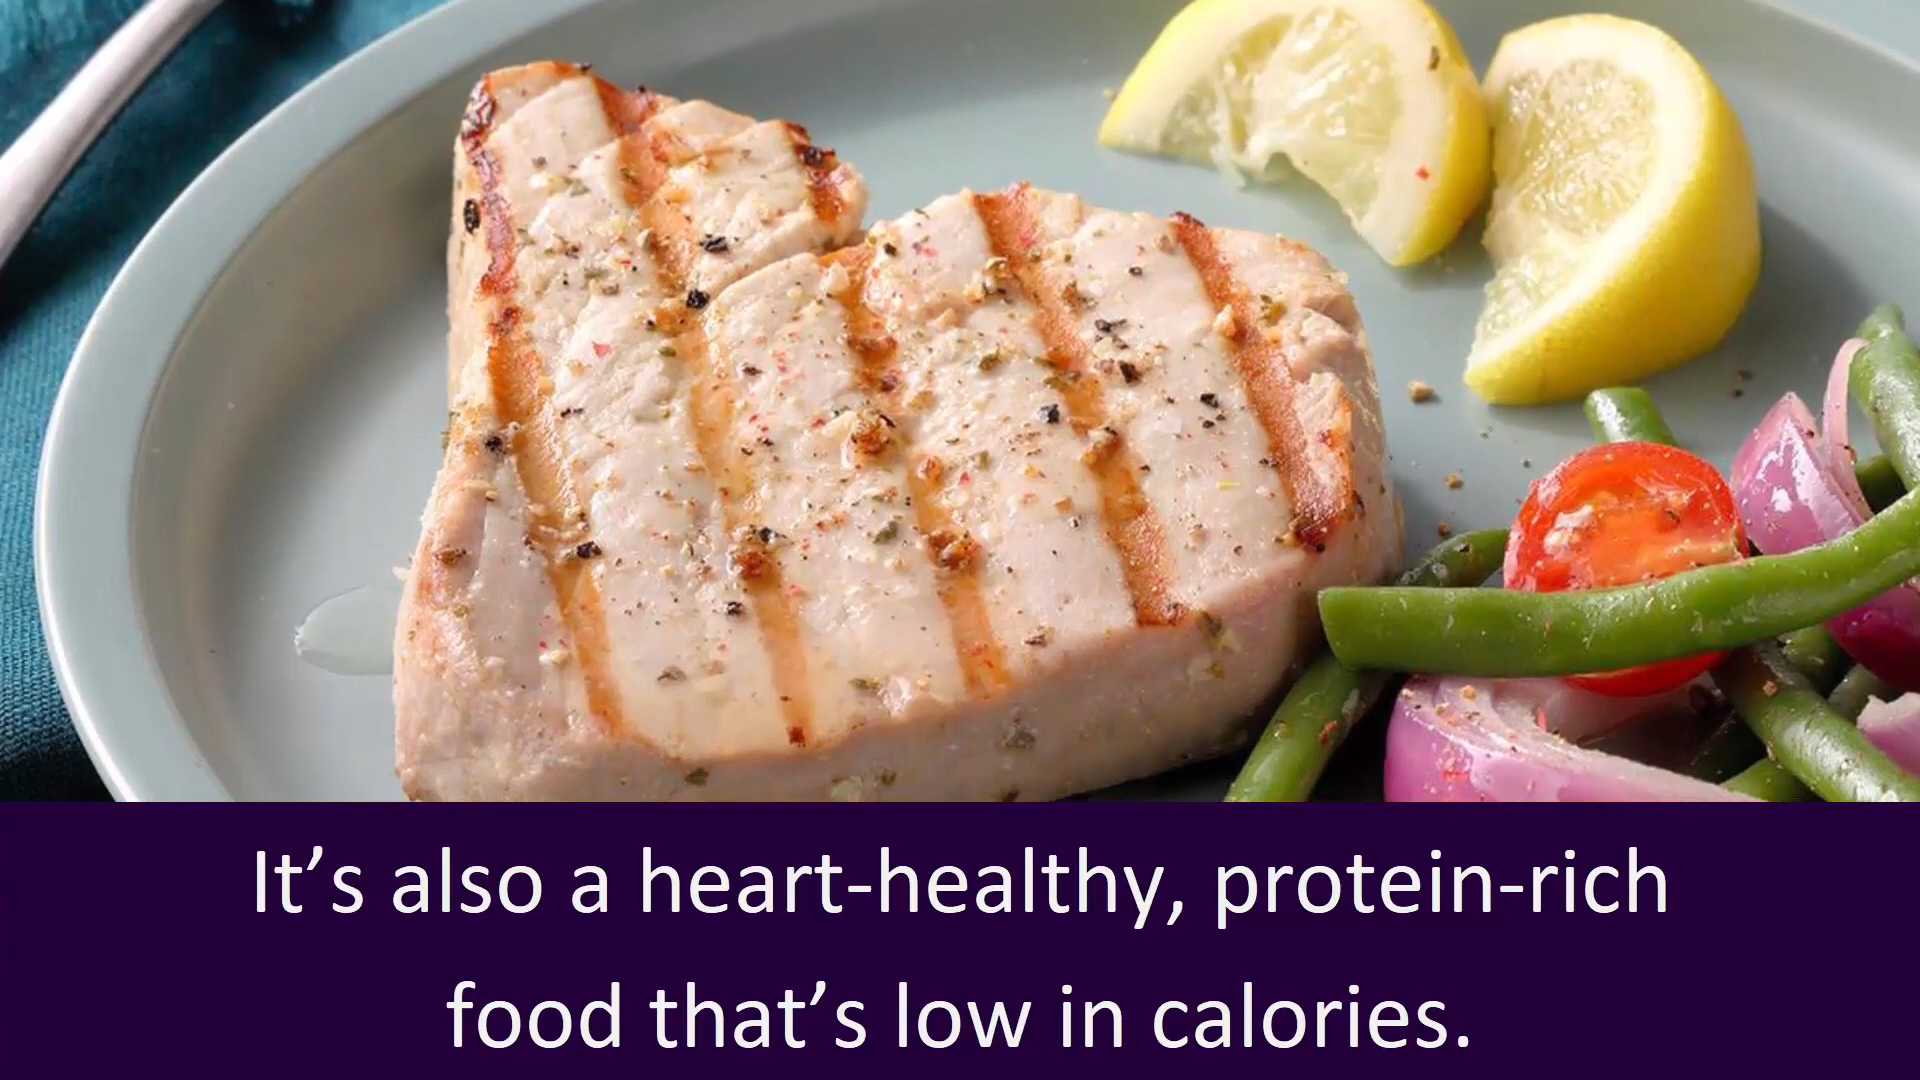 It’s also a heart-healthy, protein-rich
food that’s low in calories.